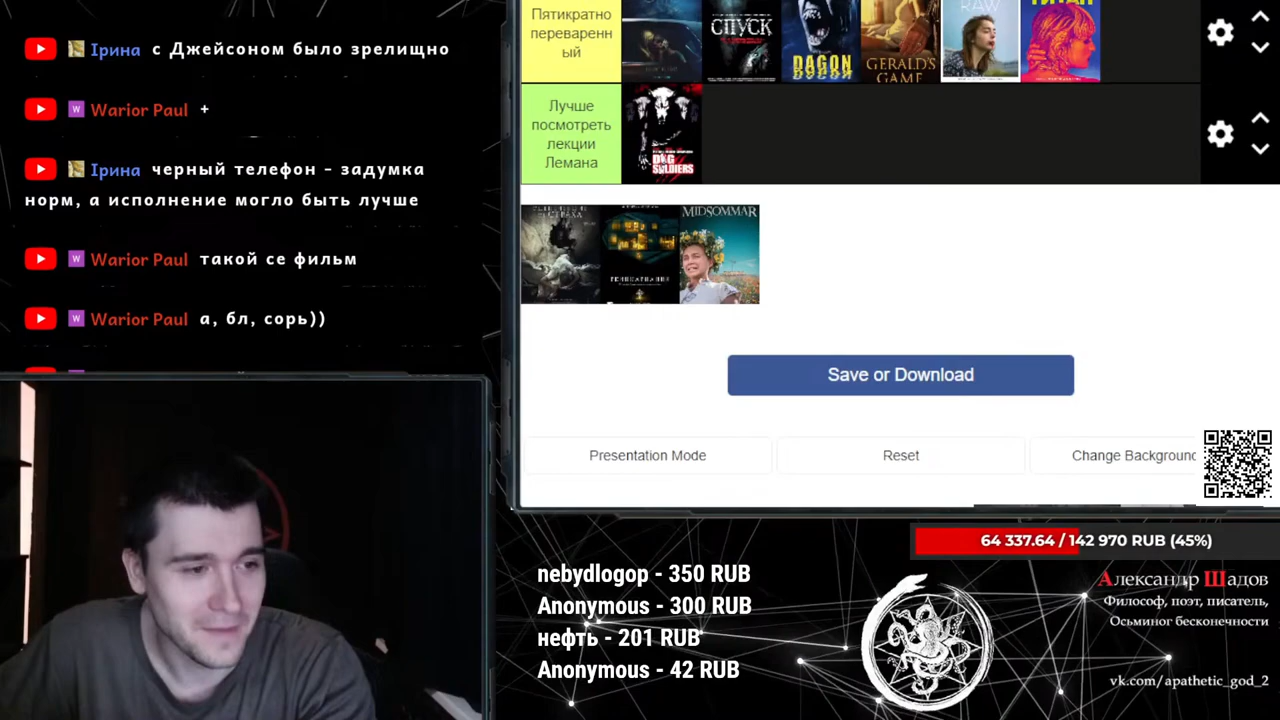 Ірина с Джейсоном было зрелищно
Warior Paul +
Ірина черный телефон - задумка
норм, а исполнение могло быть лучше
Warior Paul такой се фильм
Warior Paul а, бл, сорь))
Пятикратно
переваренн
ый
СПУСК
DAGON
GERALD'S
GAME
RAW
ТИТАН
Лучше
посмотреть
лекции
Лемана
DOG
SOLDIERS
РЕИНКАРНАЦИЯ
MIDSOMMAR
Save or Download
Presentation Mode
Reset
Change Background
64 337.64 / 142 970 RUB (45%)
nebydlogop - 350 RUB
Anonymous - 300 RUB
нефть - 201 RUB
Anonymous - 42 RUB
Александр Шадов
Философ, поэт, писатель,
Осьминог бесконечности
vk.com/apathetic_god_2